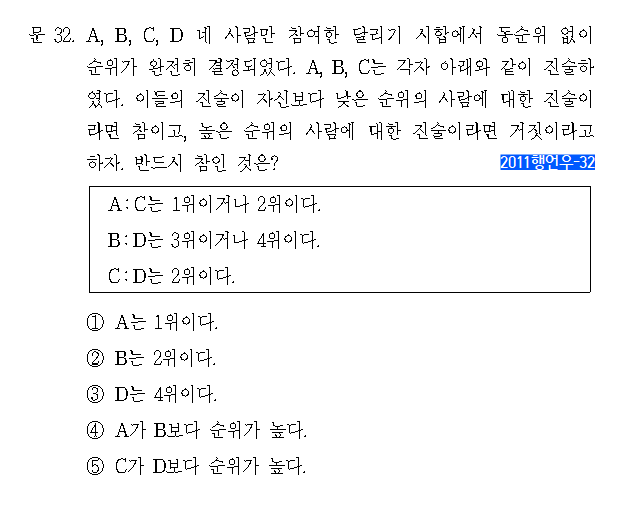 문 32. A, B, C, D 네 사람만 참여한 달리기 시합에서 동순위 없이
순위가 완전히 결정되었다. A, B, C는 각자 아래와 같이 진술하
였다. 이들의 진술이 자신보다 낮은 순위의 사람에 대한 진술이
라면 참이고, 높은 순위의 사람에 대한 진술이라면 거짓이라고
하자. 반드시 참인 것은? 2011행언우-32
A : C는 1위이거나 2위이다.
B : D는 3위이거나 4위이다.
C : D는 2위이다.
① A는 1위이다.
② B는 2위이다.
③ D는 4위이다.
④ A가 B보다 순위가 높다.
⑤ C가 D보다 순위가 높다.